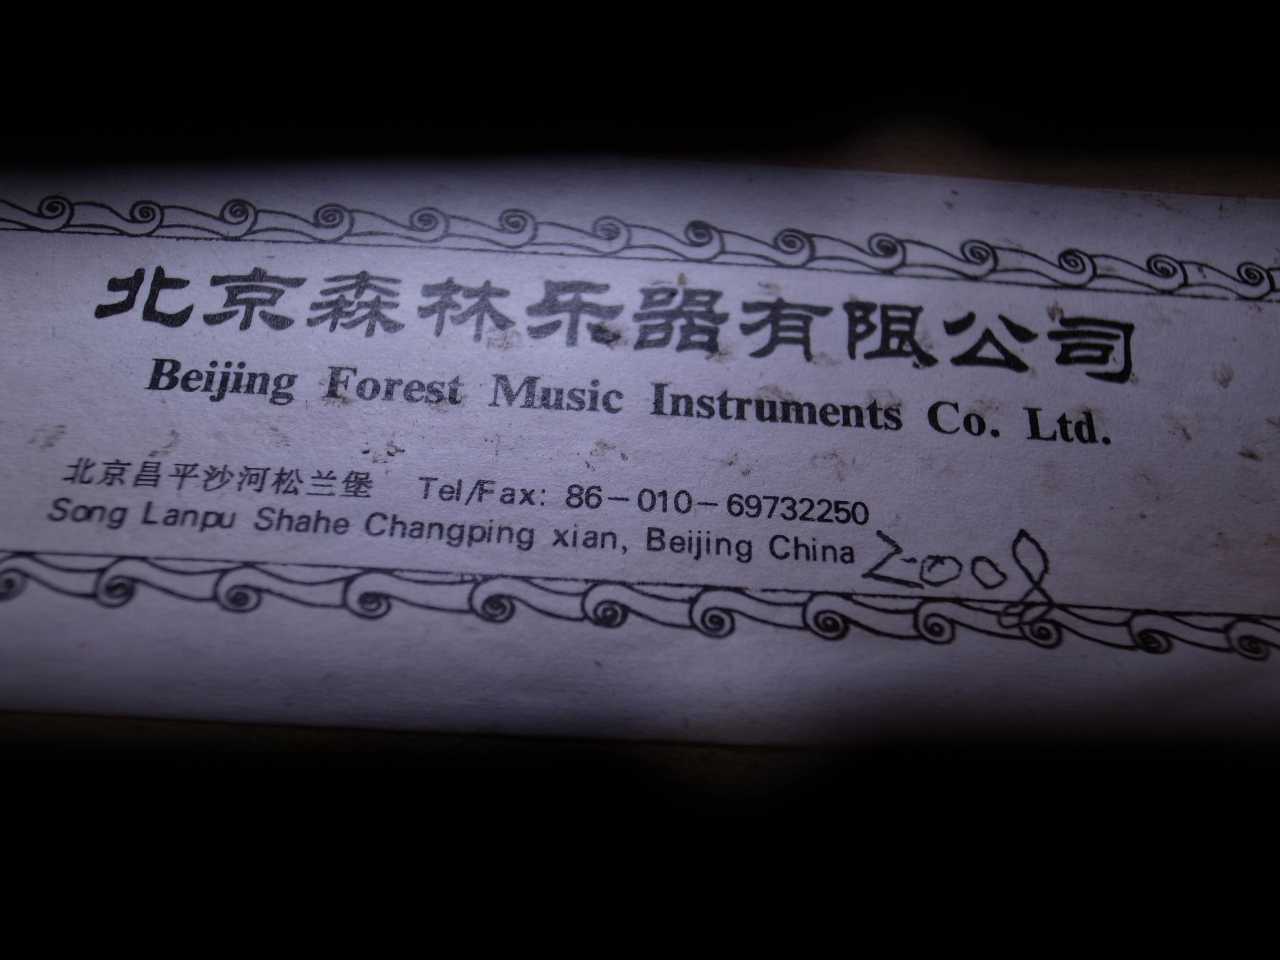 北京森林乐器有限公司
Beijing Forest Music Instruments Co. Ltd.
北京昌平沙河松兰堡 Tel/Fax: 86-010-69732250
Song Lanpu Shahe Changping xian, Beijing China 2008